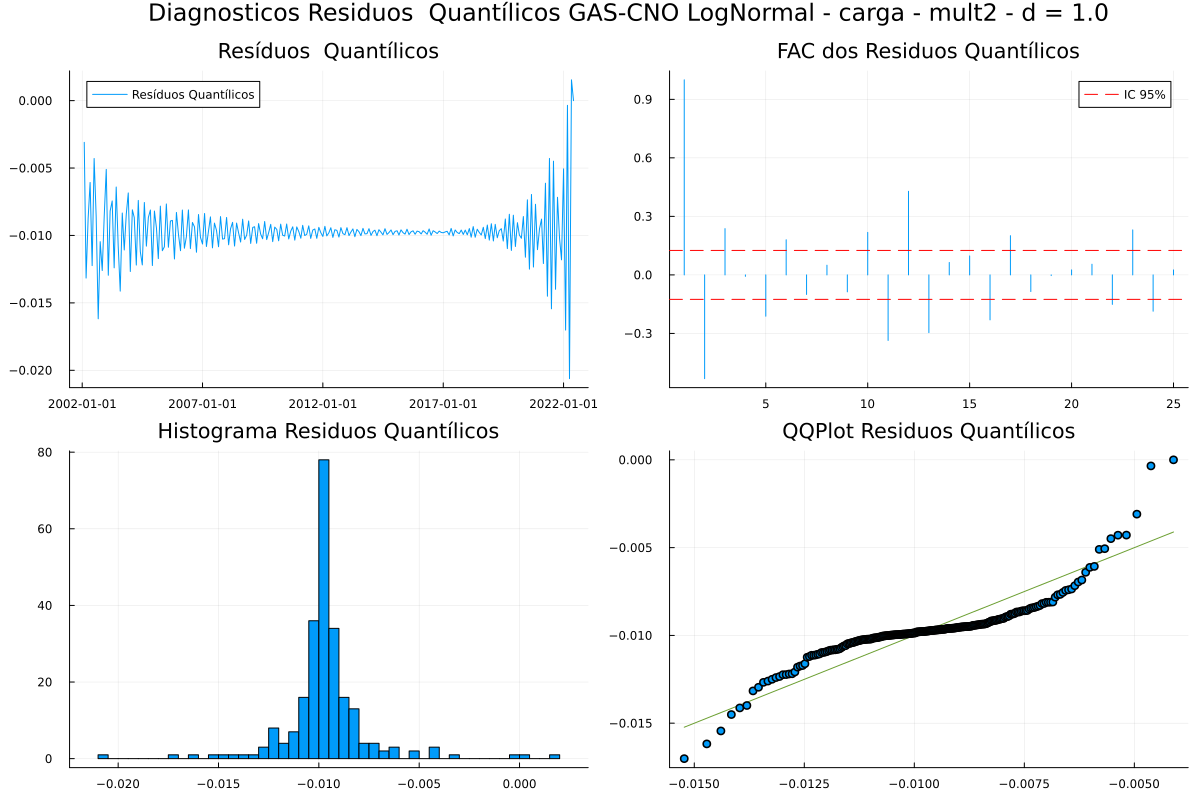 Diagnosticos Residuos  Quantílicos GAS-CNO LogNormal - carga - mult2 - d = 1.0
Resíduos  Quantílicos
Resíduos Quantílicos
0.000
−0.005
−0.010
−0.015
−0.020
2002-01-01 2007-01-01 2012-01-01 2017-01-01 2022-01-01
FAC dos Residuos Quantílicos
IC 95%
0.9
0.6
0.3
0.0
−0.3
5 10 15 20 25
Histograma Residuos Quantílicos
80
60
40
20
0
−0.020 −0.015 −0.010 −0.005 0.000
QQPlot Residuos Quantílicos
0.000
−0.005
−0.010
−0.015
−0.0150 −0.0125 −0.0100 −0.0075 −0.0050